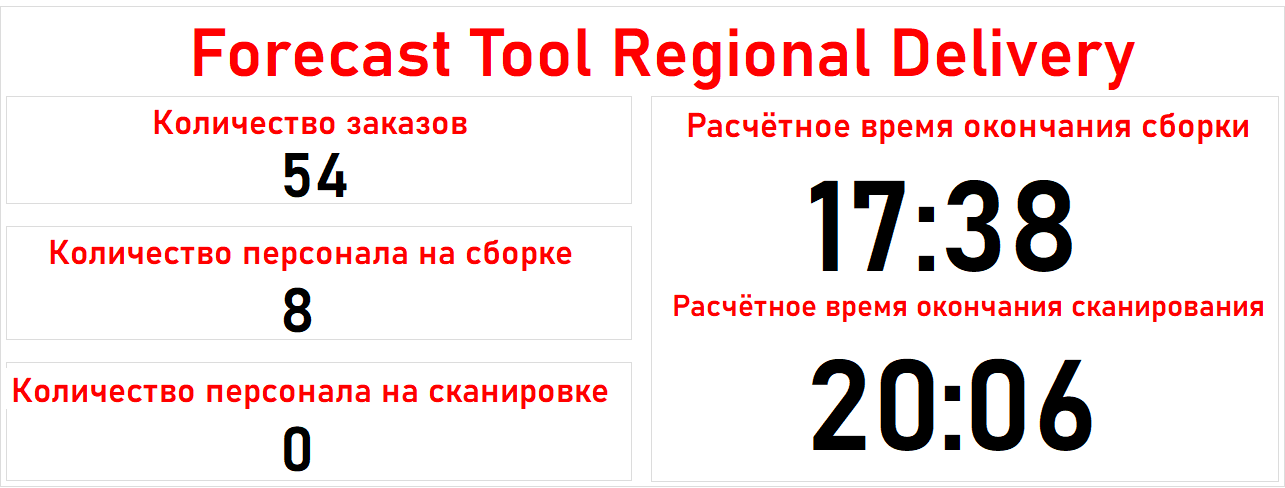 Forecast Tool Regional Delivery
Количество заказов
54
Количество персонала на сборке
8
Количество персонала на сканировке
0
Расчётное время окончания сборки
17:38
Расчётное время окончания сканирования
20:06